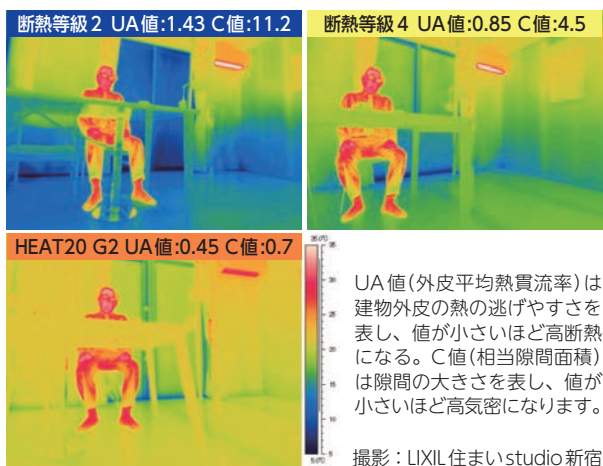 断熱等級2 UA値:1.43 C値:11.2
断熱等級4 UA値:0.85 C値:4.5
HEAT20 G2 UA値:0.45 C値:0.7
UA値(外皮平均熱貫流率)は
建物外皮の熱の逃げやすさを
表し、値が小さいほど高断熱
になる。C値(相当隙間面積)
は隙間の大きさを表し、値が
小さいほど高気密になります。
撮影:LIXIL住まいstudio新宿